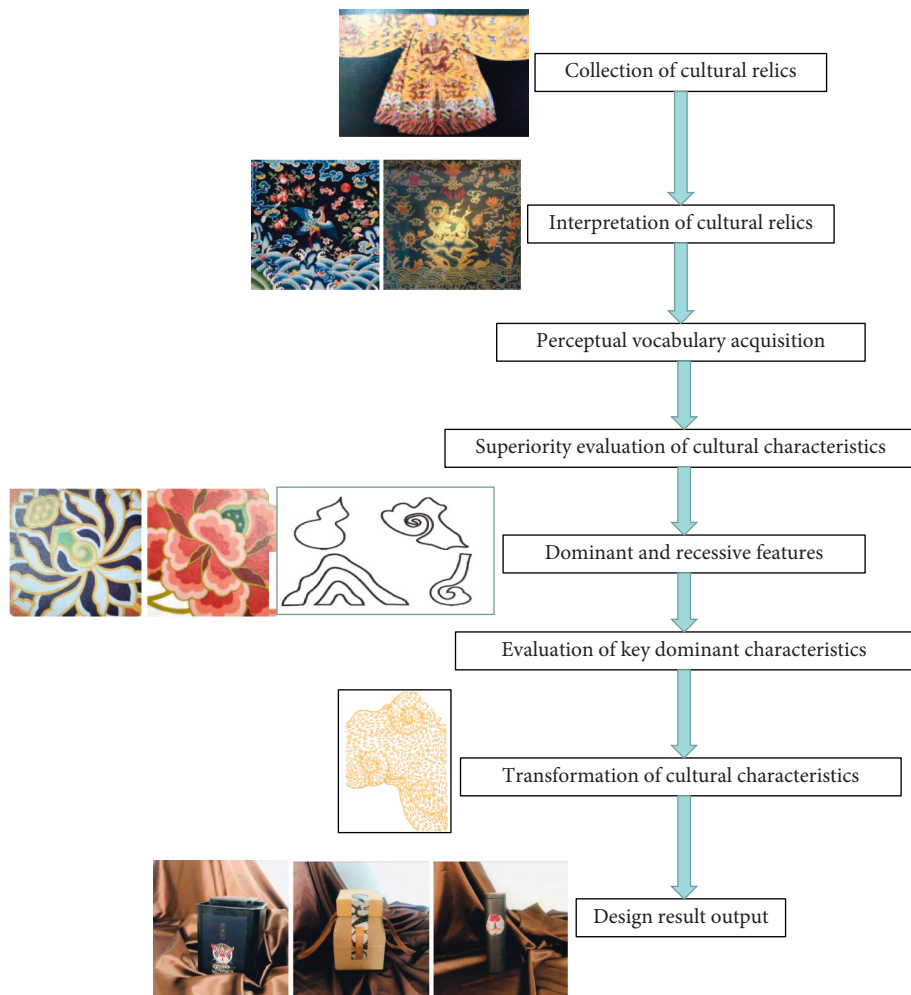 Collection of cultural relics
Interpretation of cultural relics
Perceptual vocabulary acquisition
Superiority evaluation of cultural characteristics
Dominant and recessive features
Evaluation of key dominant characteristics
Transformation of cultural characteristics
Design result output